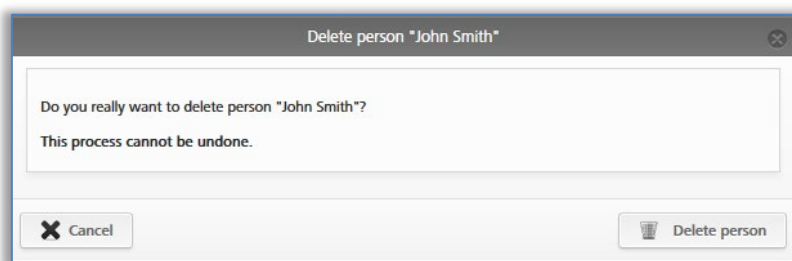 Delete person "John Smith"
Do you really want to delete person "John Smith"?
This process cannot be undone.
Cancel
Delete person